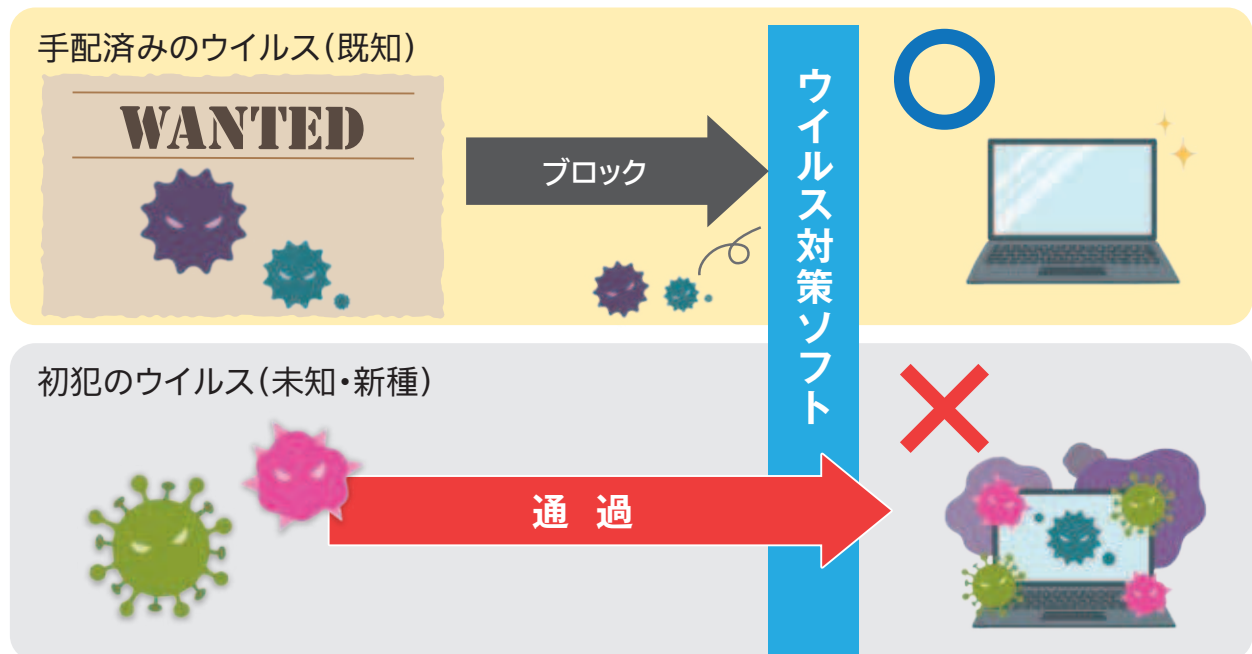 手配済みのウイルス(既知)
WANTED
ブロック
ウイルス対策ソフト
初犯のウイルス(未知・新種)
通過